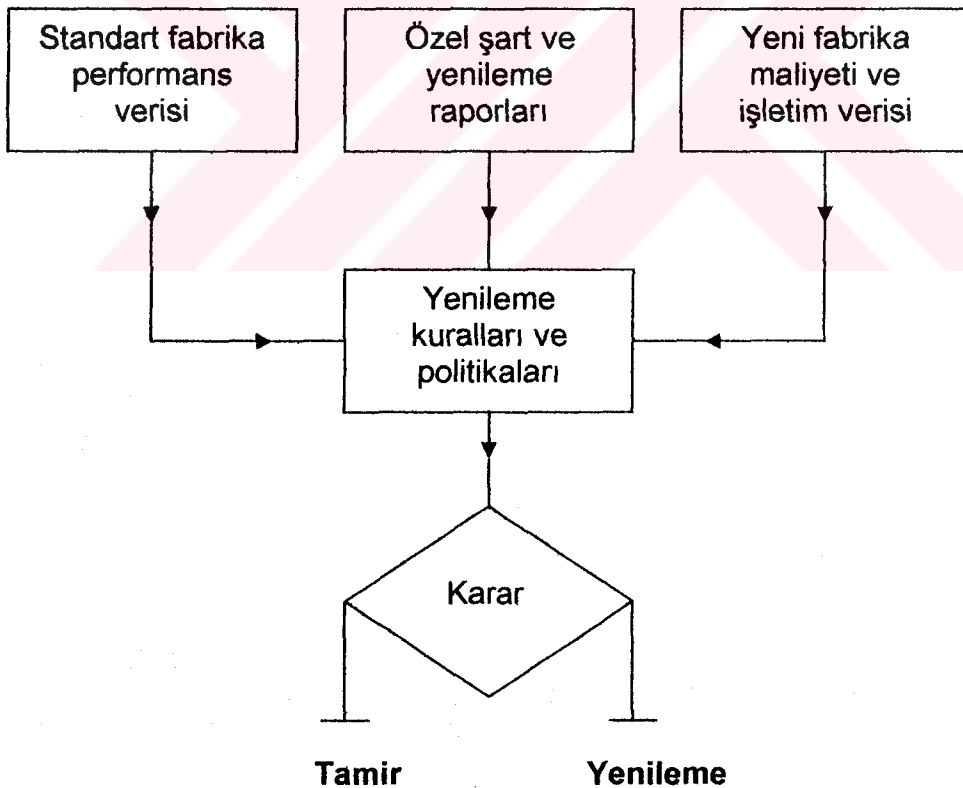 Standart fabrika
performans
verisi
Özel şart ve
yenileme
raporları
Yeni fabrika
maliyeti ve
işletim verisi
Yenileme
kuralları ve
politikaları
Karar
Tamir
Yenileme